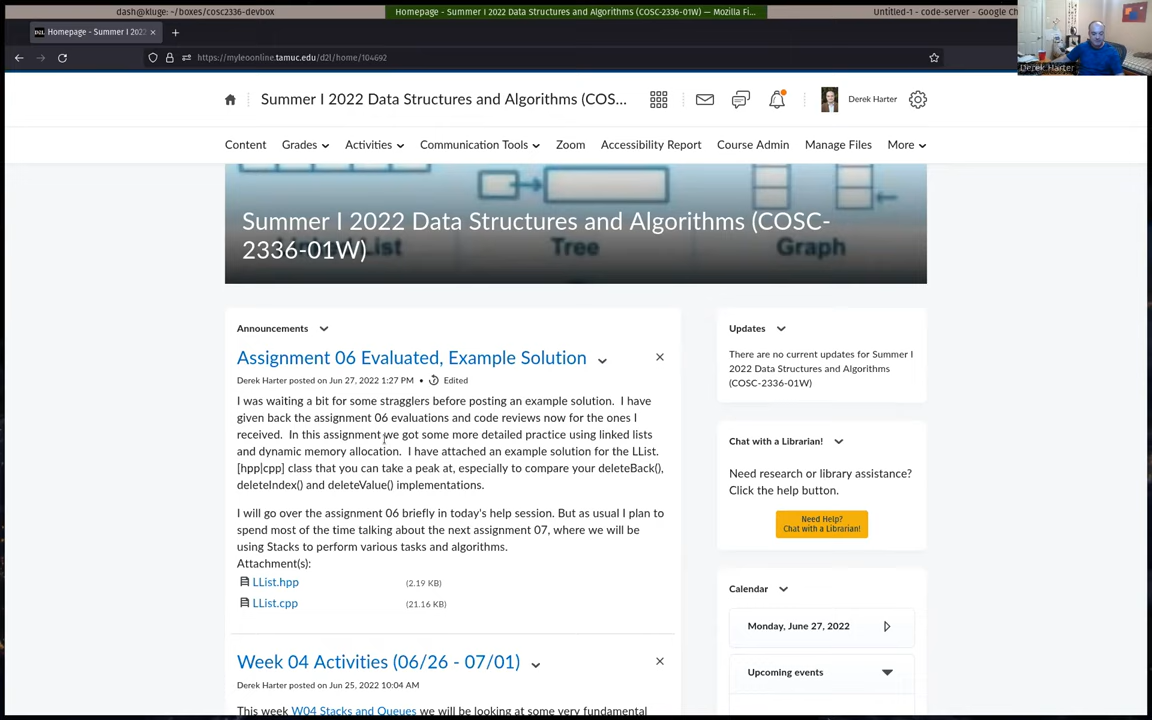 dash@kluge: ~/boxes/cosc2336-devbox
Homepage - Summer I 2022 Data Structures and Algorithms (COSC-2336-01W) — Mozilla Fi...
Untitled-1 - code-server - Google Ch
Homepage - Summer I 2022
https://myleoonline.tamuc.edu/d2l/home/104692
Derek Harter
Summer I 2022 Data Structures and Algorithms (COS...
Derek Harter
Content
Grades
Activities
Communication Tools
Zoom
Accessibility Report
Course Admin
Manage Files
More
Summer I 2022 Data Structures and Algorithms (COSC-
2336-01W)
List
Tree
Graph
Announcements
Assignment 06 Evaluated, Example Solution
Derek Harter posted on Jun 27, 2022 1:27 PM • Edited
I was waiting a bit for some stragglers before posting an example solution. I have
given back the assignment 06 evaluations and code reviews now for the ones I
received. In this assignment we got some more detailed practice using linked lists
and dynamic memory allocation. I have attached an example solution for the LList.
[hpp|cpp] class that you can take a peak at, especially to compare your deleteBack(),
deleteIndex() and deleteValue() implementations.
I will go over the assignment 06 briefly in today's help session. But as usual I plan to
spend most of the time talking about the next assignment 07, where we will be
using Stacks to perform various tasks and algorithms.
Attachment(s):
LList.hpp (2.19 KB)
LList.cpp (21.16 KB)
Week 04 Activities (06/26 - 07/01)
Derek Harter posted on Jun 25, 2022 10:04 AM
This week W04 Stacks and Queues we will be looking at some very fundamental
Updates
There are no current updates for Summer I
2022 Data Structures and Algorithms
(COSC-2336-01W)
Chat with a Librarian!
Need research or library assistance?
Click the help button.
Need Help?
Chat with a Librarian!
Calendar
Monday, June 27, 2022
Upcoming events